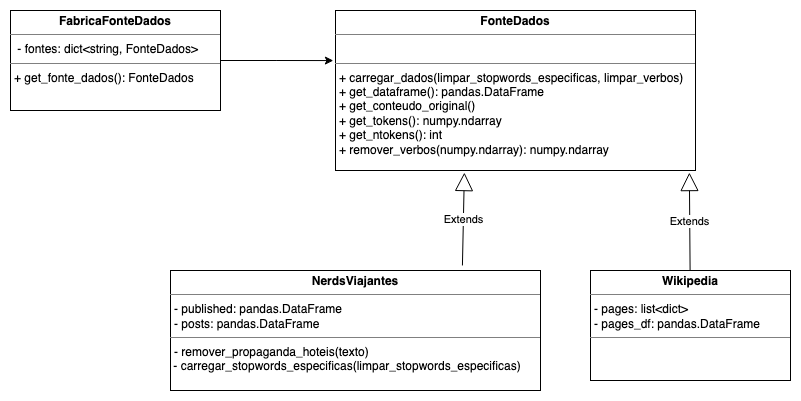 FabricaFonteDados
- fontes: dict<string, FonteDados>
+ get_fonte_dados(): FonteDados
FonteDados
+ carregar_dados(limpar_stopwords_especificas, limpar_verbos)
+ get_dataframe(): pandas.DataFrame
+ get_conteudo_original()
+ get_tokens(): numpy.ndarray
+ get_ntokens(): int
+ remover_verbos(numpy.ndarray): numpy.ndarray
Extends
Extends
NerdsViajantes
- published: pandas.DataFrame
- posts: pandas.DataFrame
- remover_propaganda_hoteis(texto)
- carregar_stopwords_especificas(limpar_stopwords_especificas)
Wikipedia
- pages: list<dict>
- pages_df: pandas.DataFrame